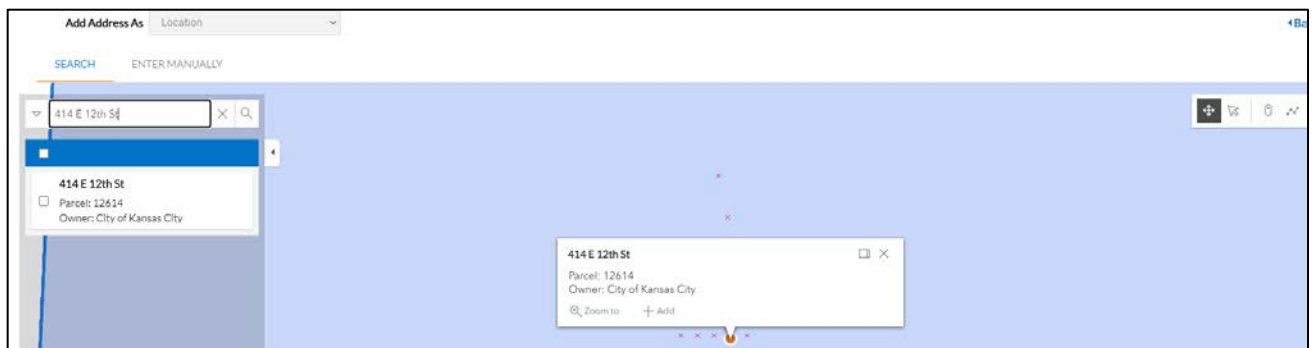 Add Address As Location
Ba
SEARCH ENTER MANUALLY
414 E 12th St
414 E 12th St
Parcel: 12614
Owner: City of Kansas City
414 E 12th St
Parcel: 12614
Owner: City of Kansas City
Zoom to + Add